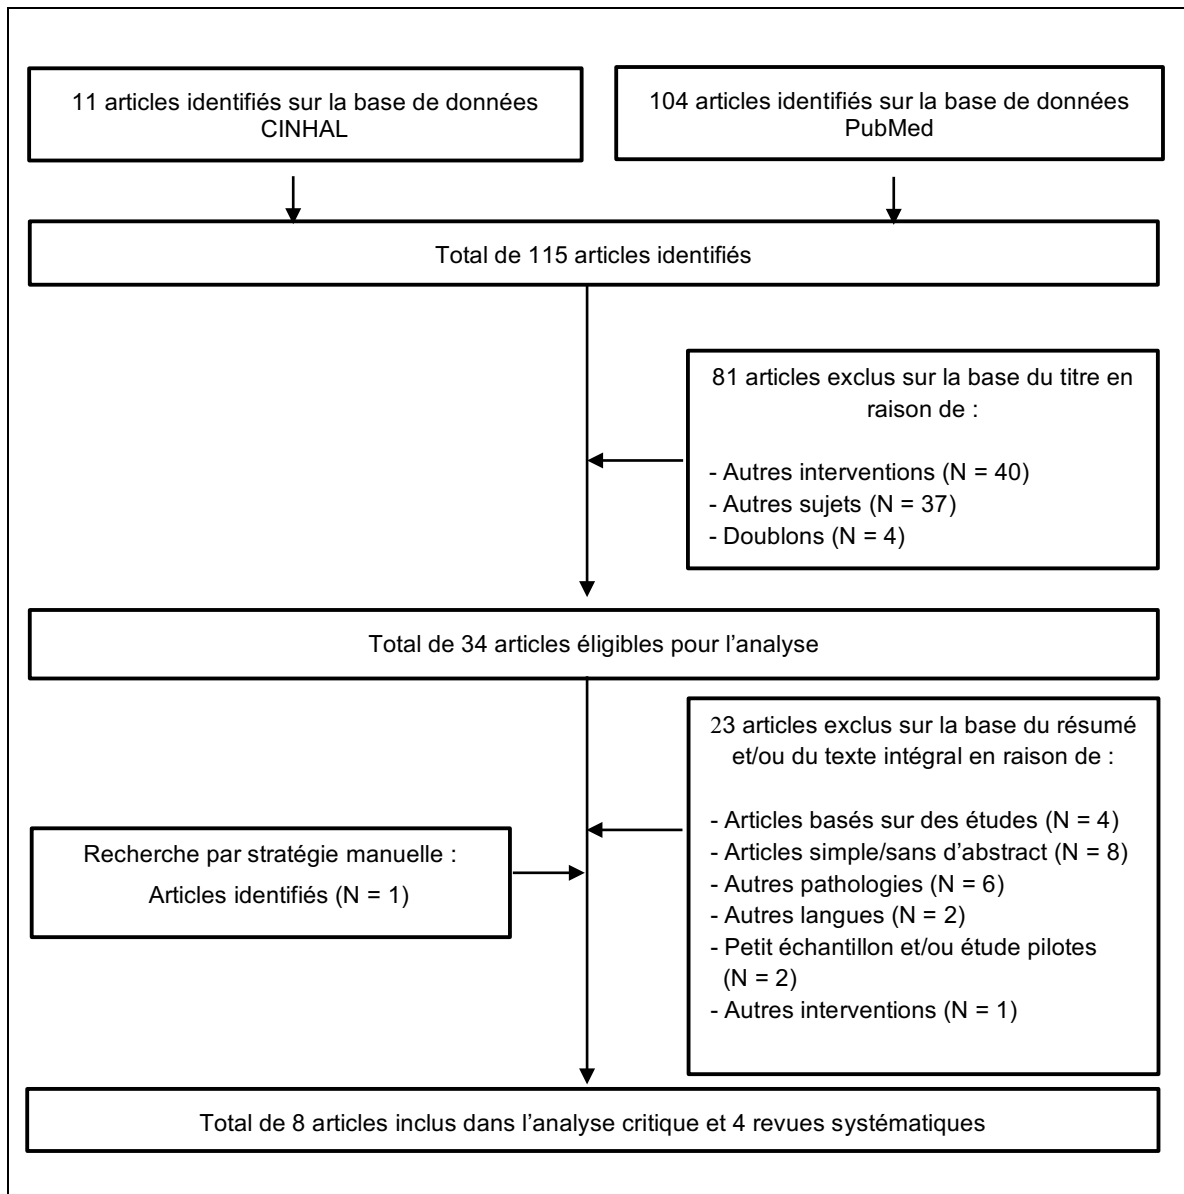 11 articles identifiés sur la base de données
CINHAL
104 articles identifiés sur la base de données
PubMed
Total de 115 articles identifiés
81 articles exclus sur la base du titre en
raison de :
- Autres interventions (N = 40)
- Autres sujets (N = 37)
- Doublons (N = 4)
Total de 34 articles éligibles pour l’analyse
23 articles exclus sur la base du résumé
et/ou du texte intégral en raison de :
- Articles basés sur des études (N = 4)
- Articles simple/sans d’abstract (N = 8)
- Autres pathologies (N = 6)
- Autres langues (N = 2)
- Petit échantillon et/ou étude pilotes
(N = 2)
- Autres interventions (N = 1)
Recherche par stratégie manuelle :
Articles identifiés (N = 1)
Total de 8 articles inclus dans l’analyse critique et 4 revues systématiques